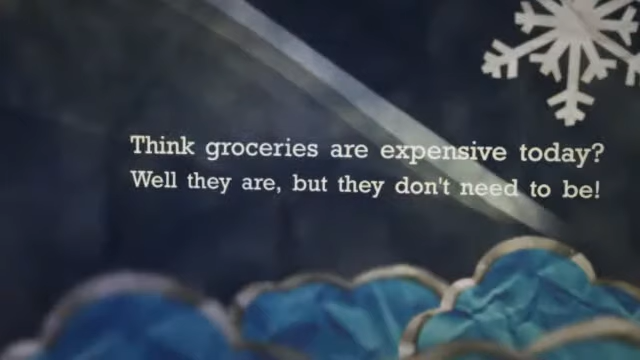 Think groceries are expensive today?
Well they are, but they don't need to be!